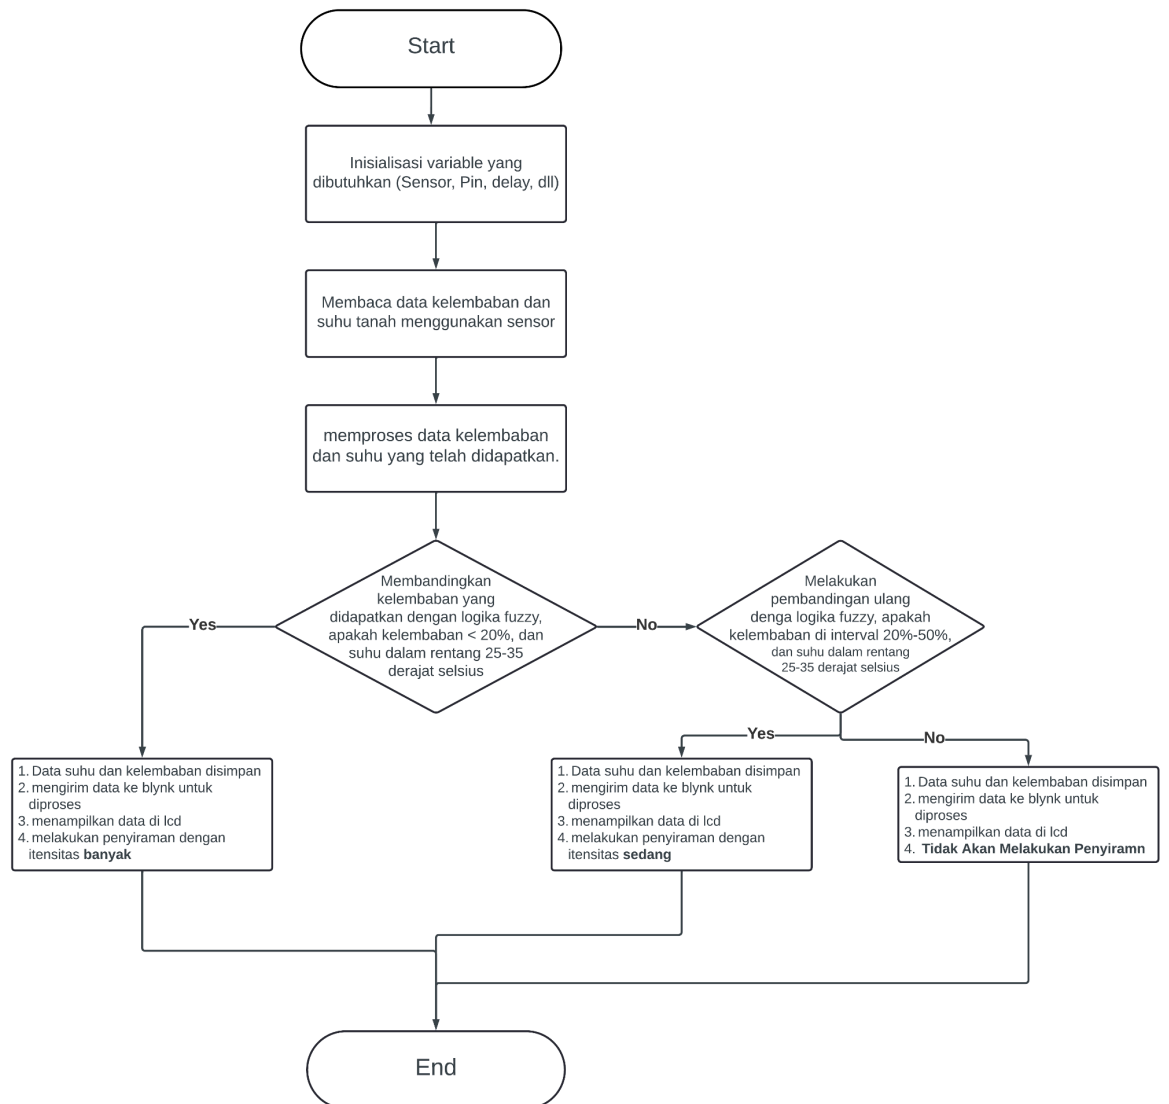 Start
Inisialisasi variable yang
dibutuhkan (Sensor, Pin, delay, dll)
Membaca data kelembaban dan
suhu tanah menggunakan sensor
memproses data kelembaban
dan suhu yang telah didapatkan.
Membandingkan
kelembaban yang
didapatkan dengan logika fuzzy,
apakah kelembaban < 20%, dan
suhu dalam rentang 25-35
derajat selsius
Yes
No
Melakukan
pembandingan ulang
denga logika fuzzy, apakah
kelembaban di interval 20%-50%,
dan suhu dalam rentang
25-35 derajat selsius
Yes
No
1. Data suhu dan kelembaban disimpan
2. mengirim data ke blynk untuk
diproses
3. menampilkan data di lcd
4. melakukan penyiraman dengan
itensitas banyak
1. Data suhu dan kelembaban disimpan
2. mengirim data ke blynk untuk
diproses
3. menampilkan data di lcd
4. melakukan penyiraman dengan
itensitas sedang
1. Data suhu dan kelembaban disimpan
2. mengirim data ke blynk untuk
diproses
3. menampilkan data di lcd
4. Tidak Akan Melakukan Penyiramn
End